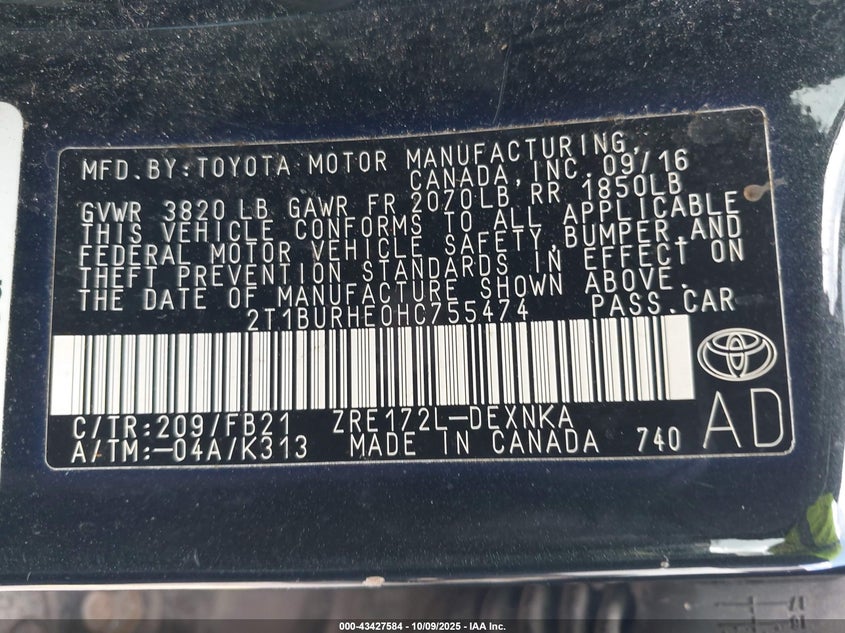 MFD.BY:TOYOTA MOTOR MANUFACTURING,
CANADA,INC. 09/16
GVWR 3820 LB GAWR FR 2070LB RR 1850LB
THIS VEHICLE CONFORMS TO ALL APPLICABLE
FEDERAL MOTOR VEHICLE SAFETY,BUMPER,AND
THEFT PREVENTION STANDARDS IN EFFECT ON
THE DATE OF MANUFACTURE SHOWN ABOVE.
2T1BURHE0HC755474 PASS.CAR
C/TR:209/FB21 ZRE172L-DEXNKA
A/TM:-04A/K313 MADE IN CANADA 740
AD
000-43427584 | 10/09/2025 - IAA Inc.